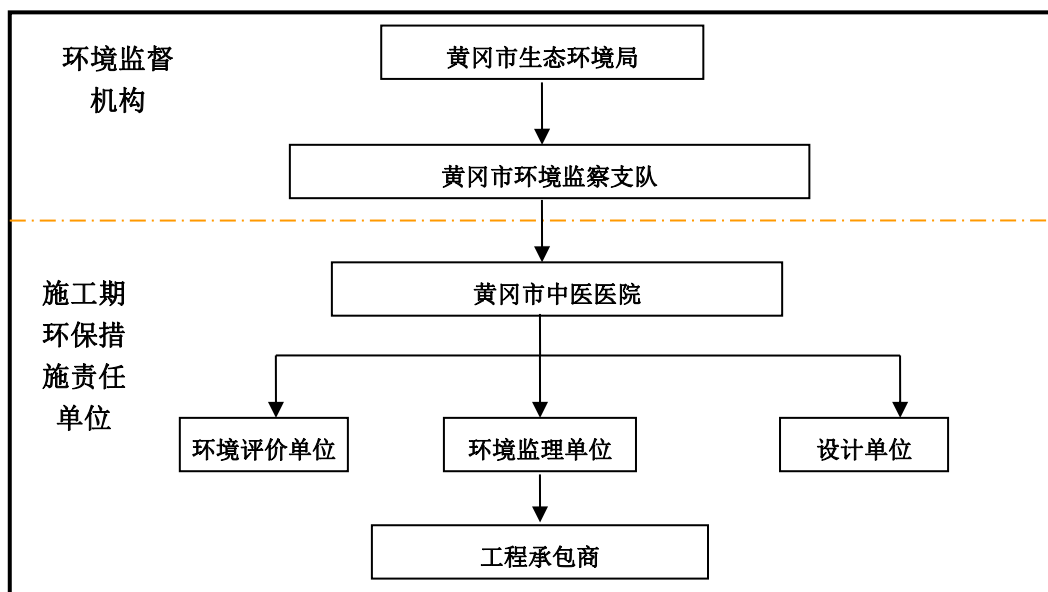 环境监督
机构
黄冈市生态环境局
黄冈市环境监察支队
施工期
环保措
施责任
单位
黄冈市中医医院
环境评价单位
环境监理单位
设计单位
工程承包商